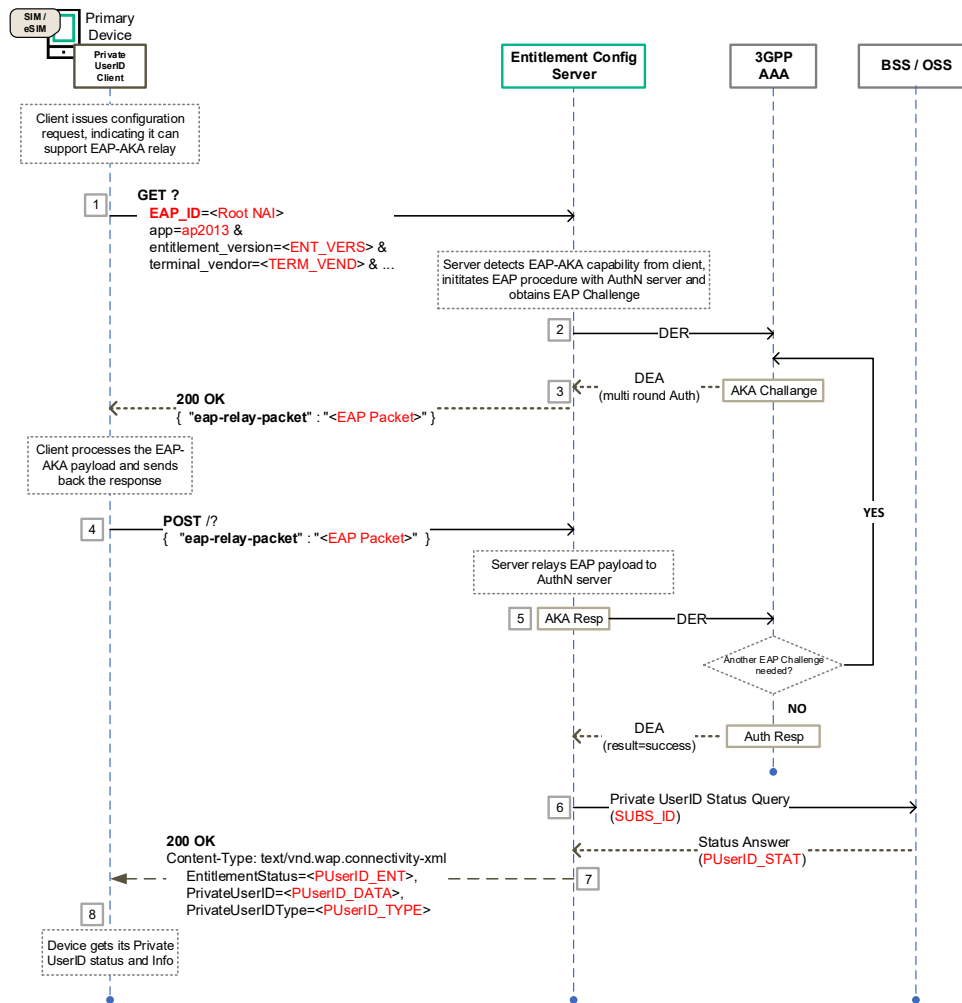 SIM /
eSIM
Primary
Device
Private
UserID
Client
Entitlement Config
Server
3GPP
AAA
BSS / OSS
Client issues configuration
request, indicating it can
support EAP-AKA relay
1
GET ?
EAP_ID=<Root NAI>
app=ap2013 &
entitlement_version=<ENT_VERS> &
terminal_vendor=<TERM_VEND> & ...
Server detects EAP-AKA capability from client,
inititates EAP procedure with AuthN server and
obtains EAP Challenge
2
DER
3
DEA
(multi round Auth)
AKA Challange
200 OK
{ "eap-relay-packet" : "<EAP Packet>" }
Client processes the EAP-
AKA payload and sends
back the response
YES
4
POST /?
{ "eap-relay-packet" : "<EAP Packet>" }
Server relays EAP payload to
AuthN server
5
AKA Resp
DER
Another EAP Challenge
needed?
NO
DEA
(result=success)
Auth Resp
6
Private UserID Status Query
(SUBS_ID)
Status Answer
(PUserID_STAT)
7
200 OK
Content-Type: text/vnd.wap.connectivity-xml
EntitlementStatus=<PUserID_ENT>,
PrivateUserID=<PUserID_DATA>,
PrivateUserIDType=<PUserID_TYPE>
8
Device gets its Private
UserID status and Info